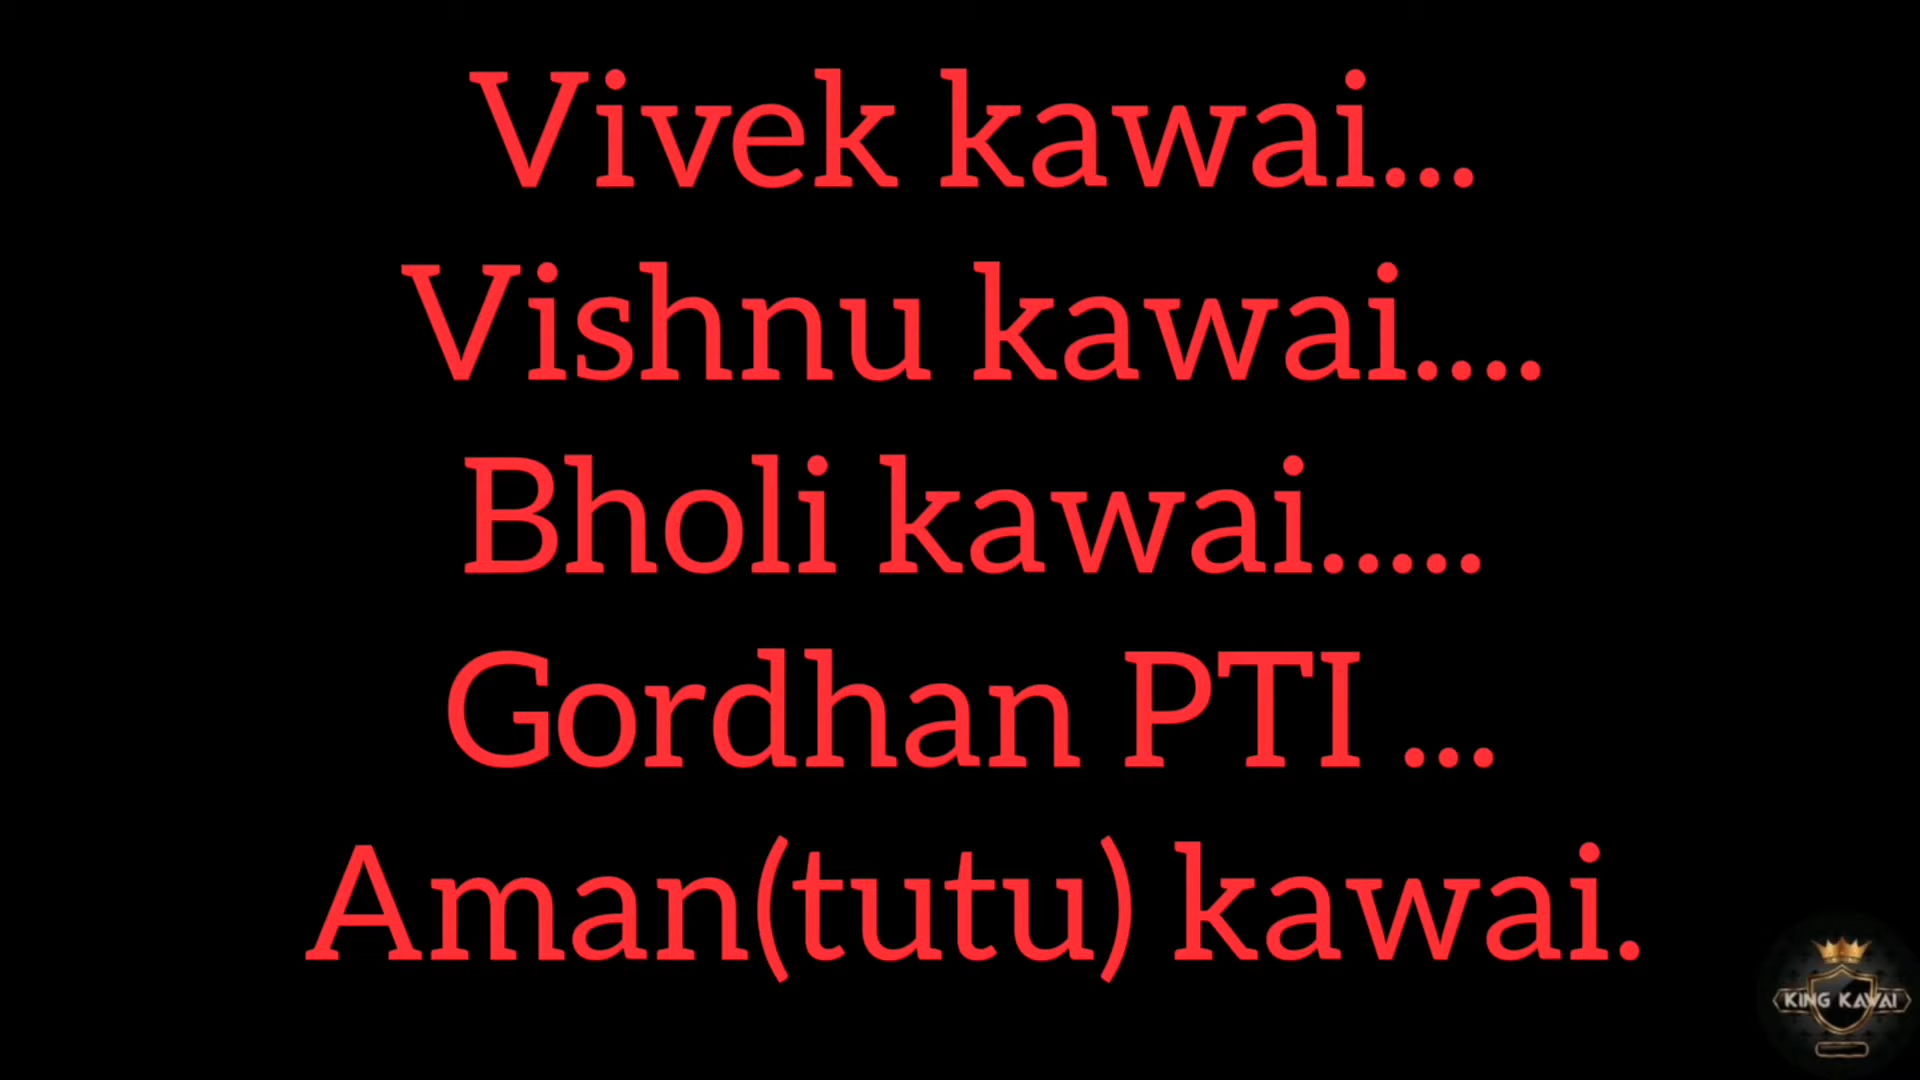 Vivek kawai...
Vishnu kawai....
Bholi kawai.....
Gordhan PTI ...
Aman(tutu) kawai.
KING KAWAI